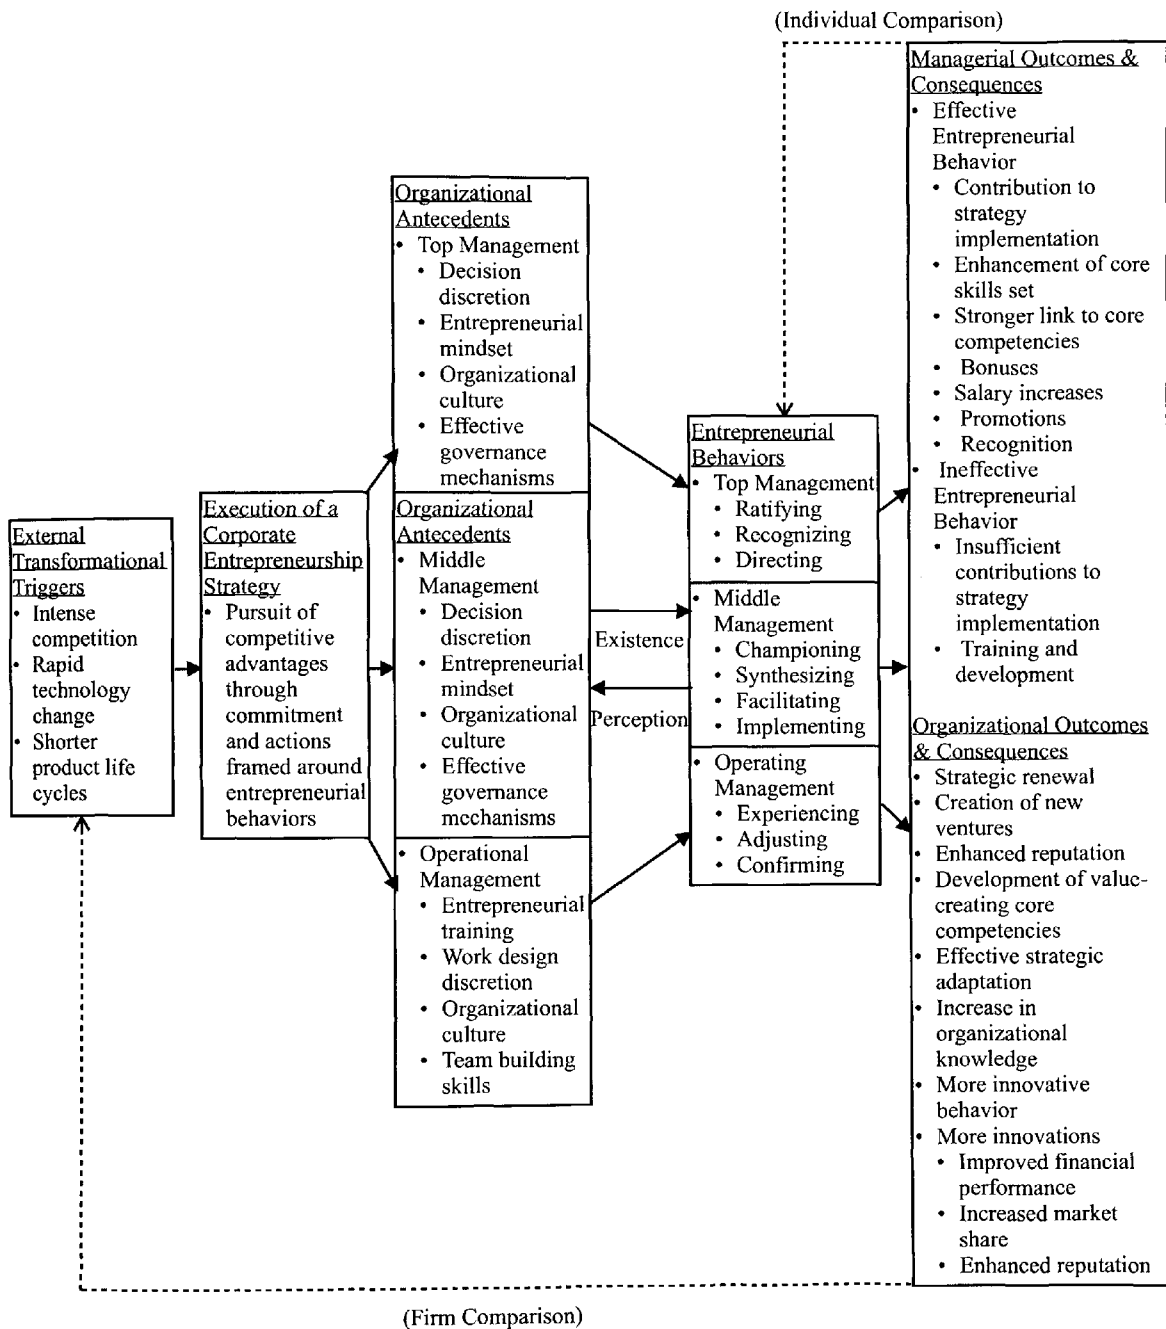 (Individual Comparison)
External
Transformational
Triggers
• Intense
competition
• Rapid
technology
change
• Shorter
product life
cycles
Execution of a
Corporate
Entrepreneurship
Strategy
• Pursuit of
competitive
advantages
through
commitment
and actions
framed around
entrepreneurial
behaviors
Organizational
Antecedents
• Top Management
• Decision
discretion
• Entrepreneurial
mindset
• Organizational
culture
• Effective
governance
mechanisms
Organizational
Antecedents
• Middle
Management
• Decision
discretion
• Entrepreneurial
mindset
• Organizational
culture
• Effective
governance
mechanisms
• Operational
Management
• Entrepreneurial
training
• Work design
discretion
• Organizational
culture
• Team building
skills
Existence
Perception
Entrepreneurial
Behaviors
• Top Management
• Ratifying
• Recognizing
• Directing
• Middle
Management
• Championing
• Synthesizing
• Facilitating
• Implementing
• Operating
Management
• Experiencing
• Adjusting
• Confirming
Managerial Outcomes &
Consequences
• Effective
Entrepreneurial
Behavior
• Contribution to
strategy
implementation
• Enhancement of core
skills set
• Stronger link to core
competencies
• Bonuses
• Salary increases
• Promotions
• Recognition
• Ineffective
Entrepreneurial
Behavior
• Insufficient
contributions to
strategy
implementation
• Training and
development
Organizational Outcomes
& Consequences
• Strategic renewal
• Creation of new
ventures
• Enhanced reputation
• Development of value-
creating core
competencies
• Effective strategic
adaptation
• Increase in
organizational
knowledge
• More innovative
behavior
• More innovations
• Improved financial
performance
• Increased market
share
• Enhanced reputation
(Firm Comparison)